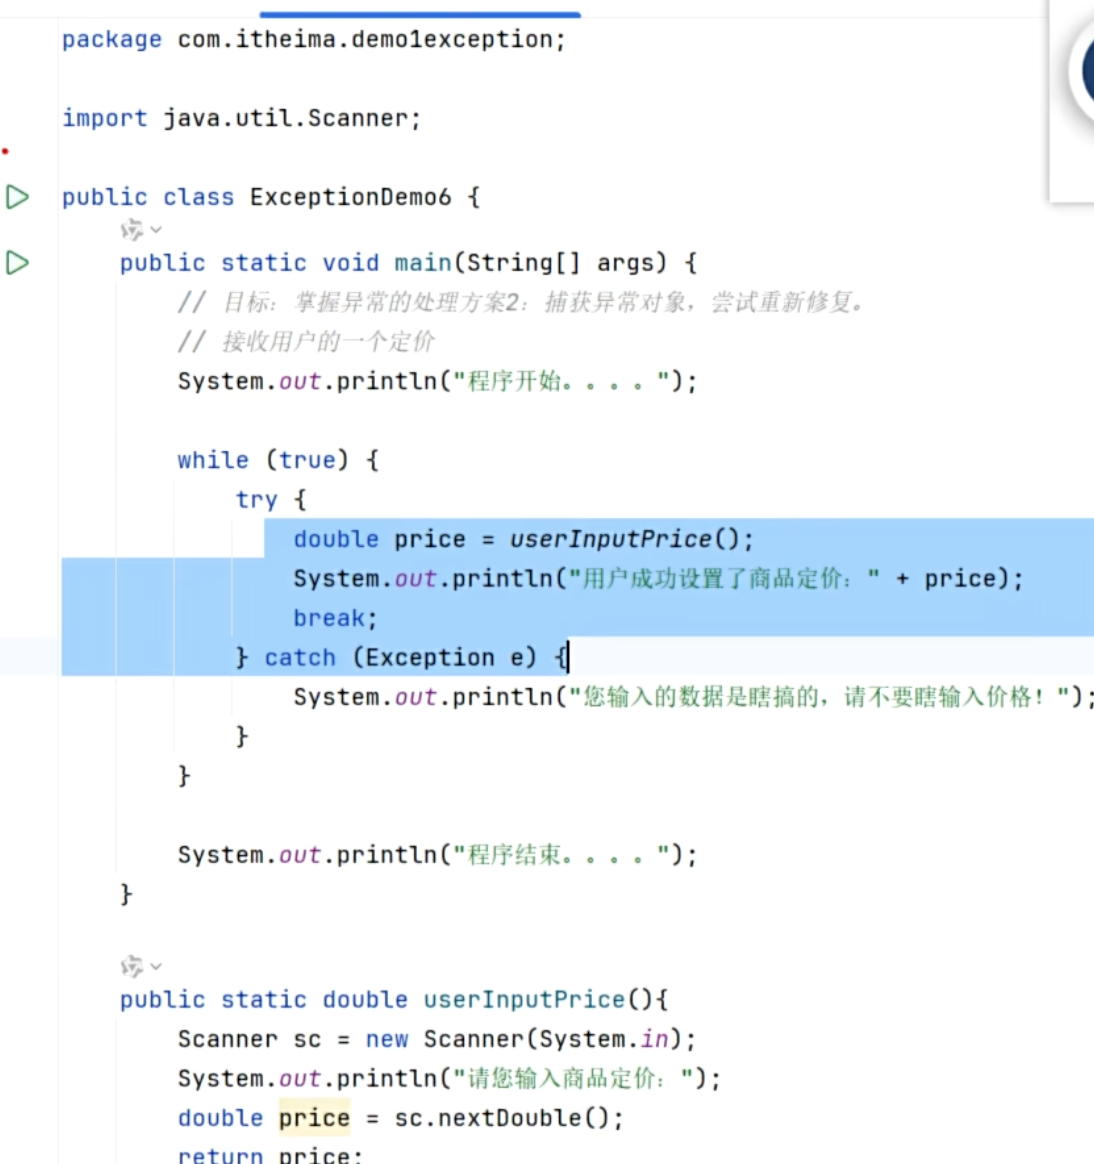 package com.itheima.demo1exception;
import java.util.Scanner;
public class ExceptionDemo6 {
public static void main(String[] args) {
// 目标：掌握异常的处理方案2：捕获异常对象，尝试重新修复。
// 接收用户的一个定价
System.out.println("程序开始。。。。");
while (true) {
try {
double price = userInputPrice();
System.out.println("用户成功设置了商品定价：" + price);
break;
} catch (Exception e) {
System.out.println("您输入的数据是瞎搞的，请不要瞎输入价格！");
}
}
System.out.println("程序结束。。。。");
}
public static double userInputPrice(){
Scanner sc = new Scanner(System.in);
System.out.println("请您输入商品定价：");
double price = sc.nextDouble();
return price;